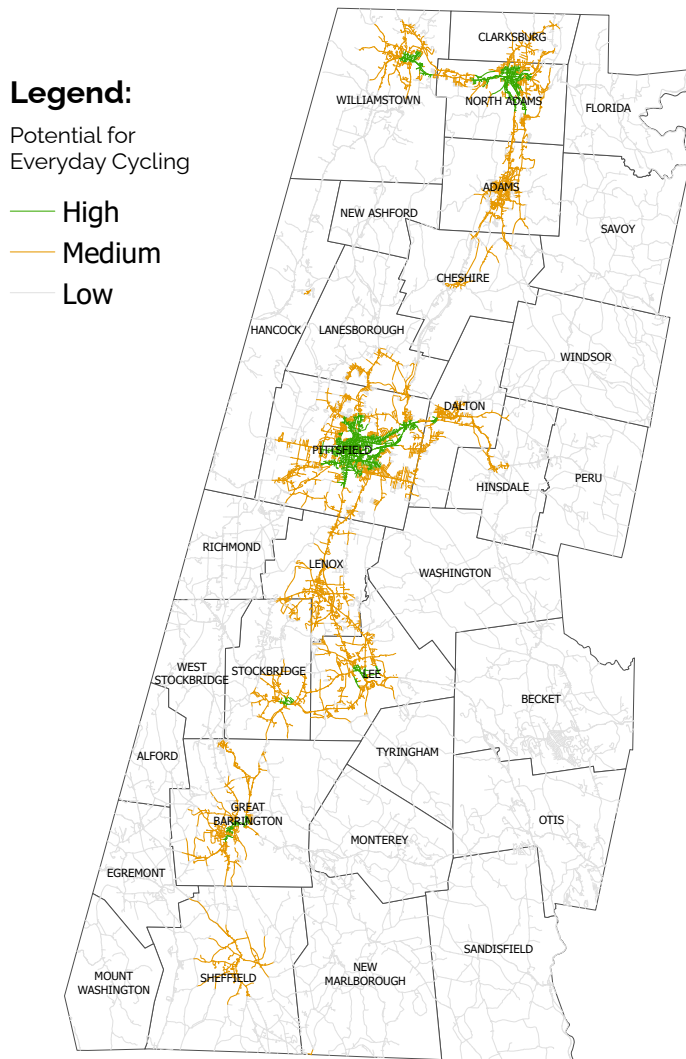 Legend:
Potential for
Everyday Cycling
High
Medium
Low
CLARKSBURG
WILLIAMSTOWN
NORTH ADAMS
FLORIDA
ADAMS
NEW ASHFORD
SAVOY
CHESHIRE
HANCOCK
LANESBOROUGH
WINDSOR
DALTON
PITTSFIELD
HINSDALE
PERU
RICHMOND
LENOX
WASHINGTON
WEST
STOCKBRIDGE
STOCKBRIDGE
LEE
BECKET
ALFORD
TYRINGHAM
GREAT
BARRINGTON
OTIS
MONTEREY
EGREMONT
SANDISFIELD
MOUNT
WASHINGTON
SHEFFIELD
NEW
MARLBOROUGH